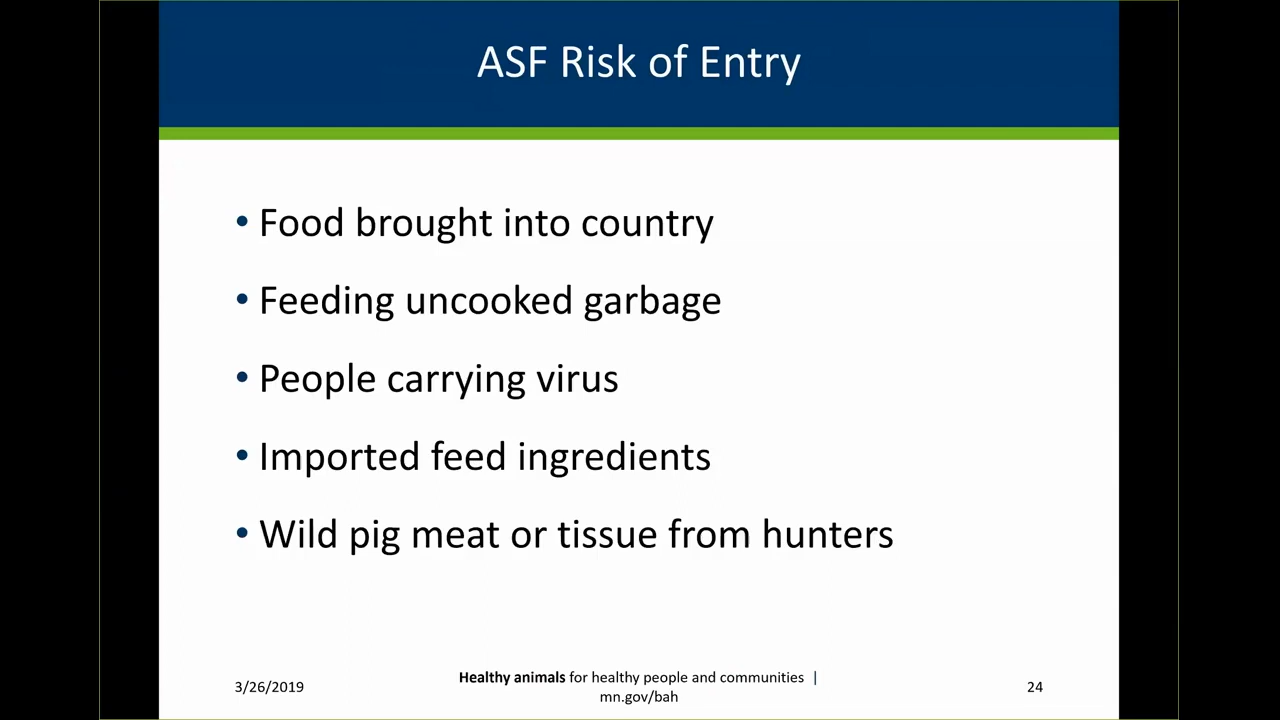 ASF Risk of Entry
• Food brought into country
• Feeding uncooked garbage
• People carrying virus
• Imported feed ingredients
• Wild pig meat or tissue from hunters
3/26/2019
Healthy animals for healthy people and communities |
mn.gov/bah
24